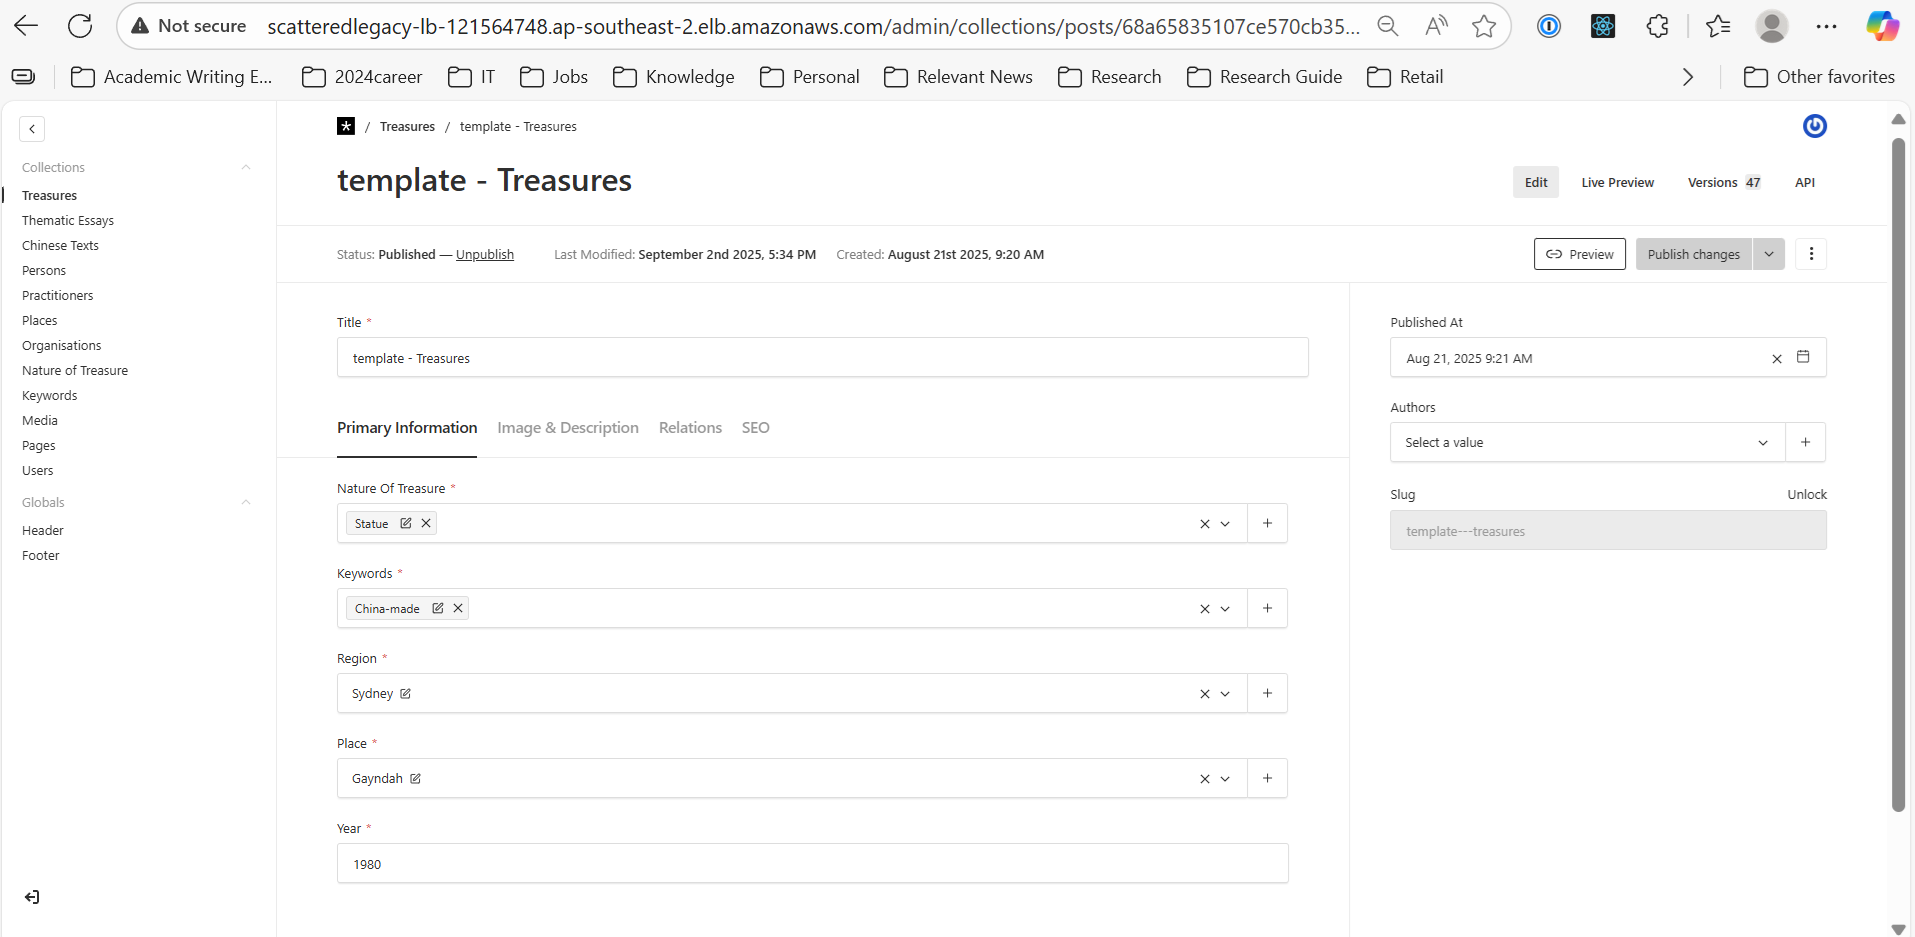 Not secure scatteredlegacy-lb-121564748.ap-southeast-2.elb.amazonaws.com/admin/collections/posts/68a65835107ce570cb35...
Academic Writing E... 2024career IT Jobs Knowledge Personal Relevant News Research Research Guide Retail Other favorites
/ Treasures / template - Treasures
template - Treasures
Edit Live Preview Versions 47 API
Status: Published — Unpublish Last Modified: September 2nd 2025, 5:34 PM Created: August 21st 2025, 9:20 AM Preview Publish changes
Collections
Treasures
Thematic Essays
Chinese Texts
Persons
Practitioners
Places
Organisations
Nature of Treasure
Keywords
Media
Pages
Users
Globals
Header
Footer
Title *
template - Treasures
Primary Information Image & Description Relations SEO
Nature Of Treasure *
Statue
Keywords *
China-made
Region *
Sydney
Place *
Gayndah
Year *
1980
Published At
Aug 21, 2025 9:21 AM
Authors
Select a value
Slug Unlock
template---treasures